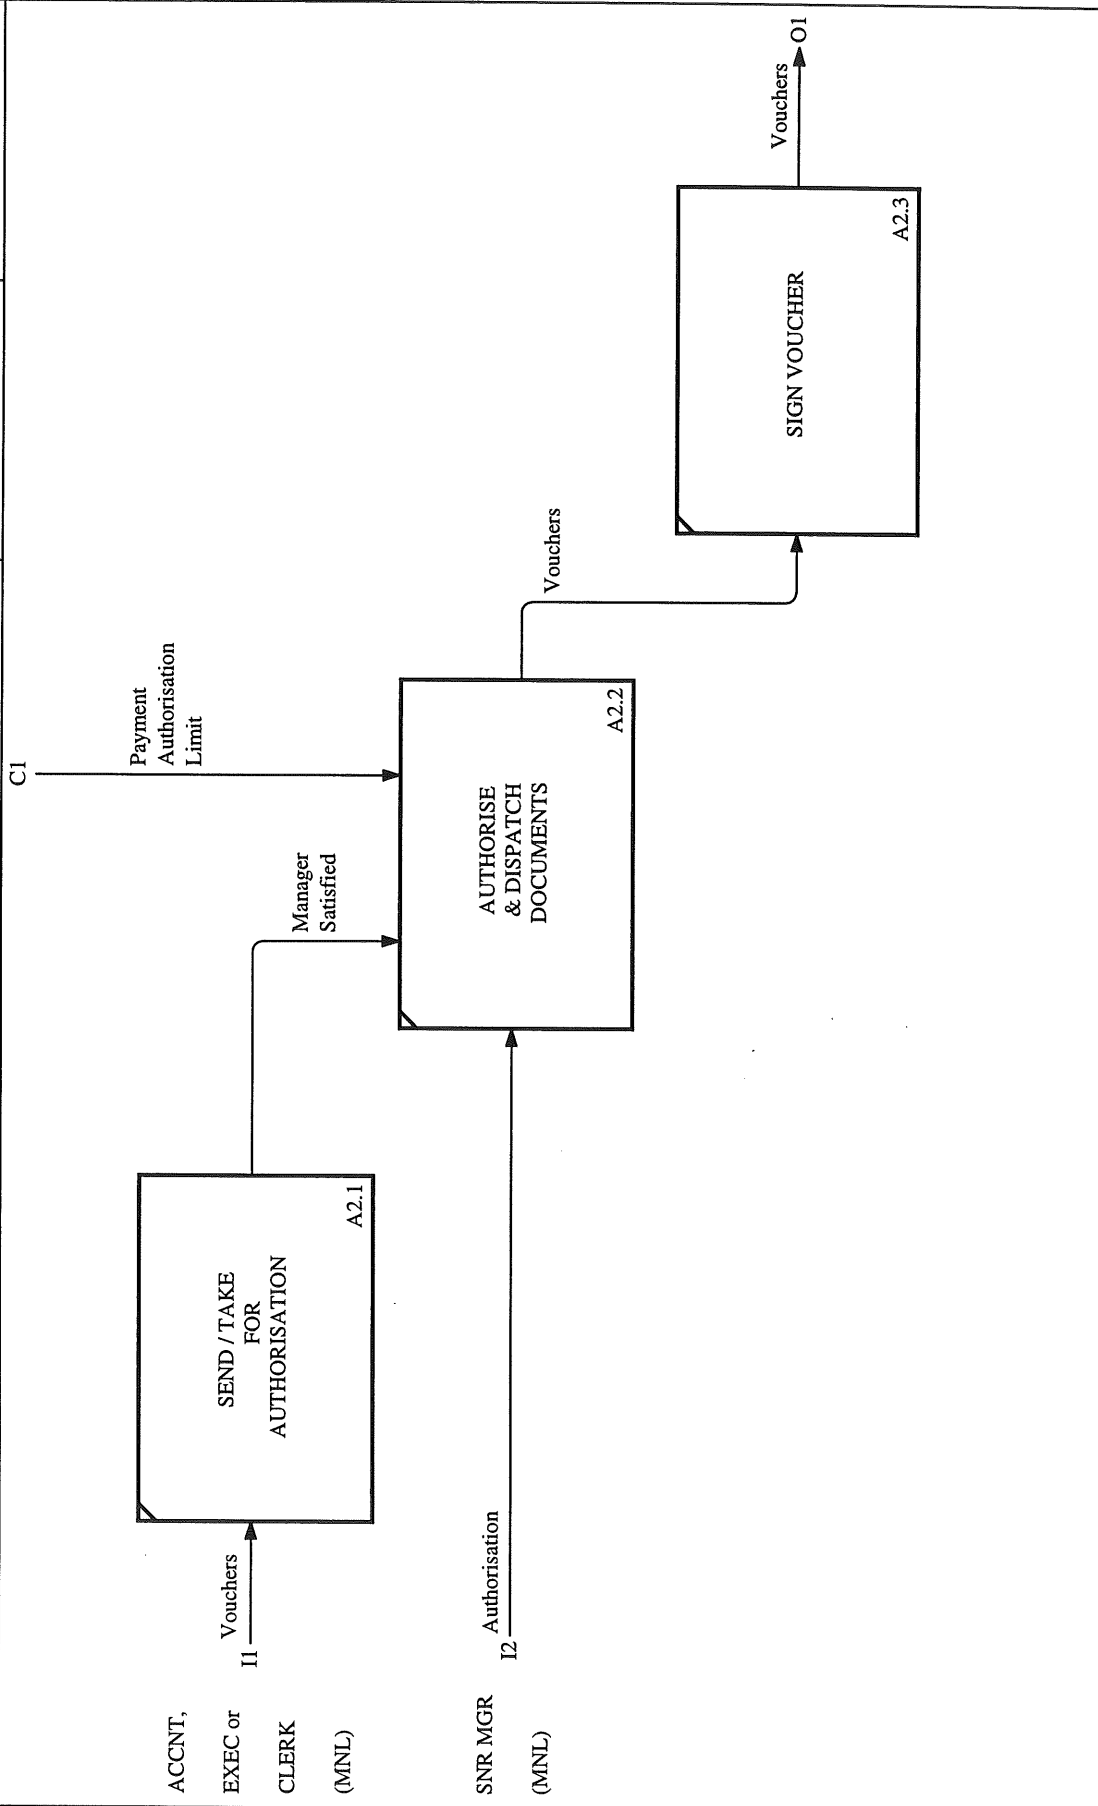 C1
Payment
Authorisation
Limit
ACCNT,
EXEC or
CLERK
(MNL)
I1
Vouchers
SEND / TAKE
FOR
AUTHORISATION
A2.1
Manager
Satisfied
SNR MGR
(MNL)
I2
Authorisation
AUTHORISE
& DISPATCH
DOCUMENTS
A2.2
Vouchers
SIGN VOUCHER
A2.3
Vouchers
O1